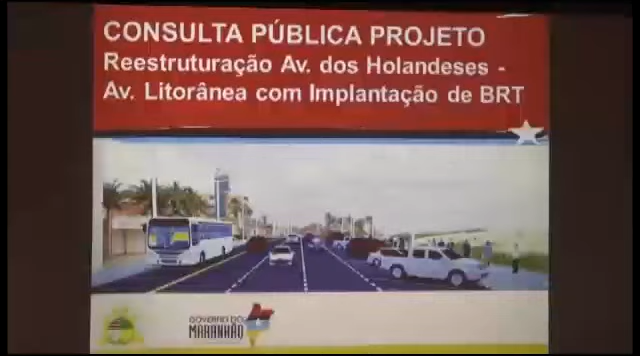 CONSULTA PÚBLICA PROJETO
Reestruturação Av. dos Holandeses -
Av. Litorânea com Implantação de BRT
GOVERNO DO
MARANHÃO